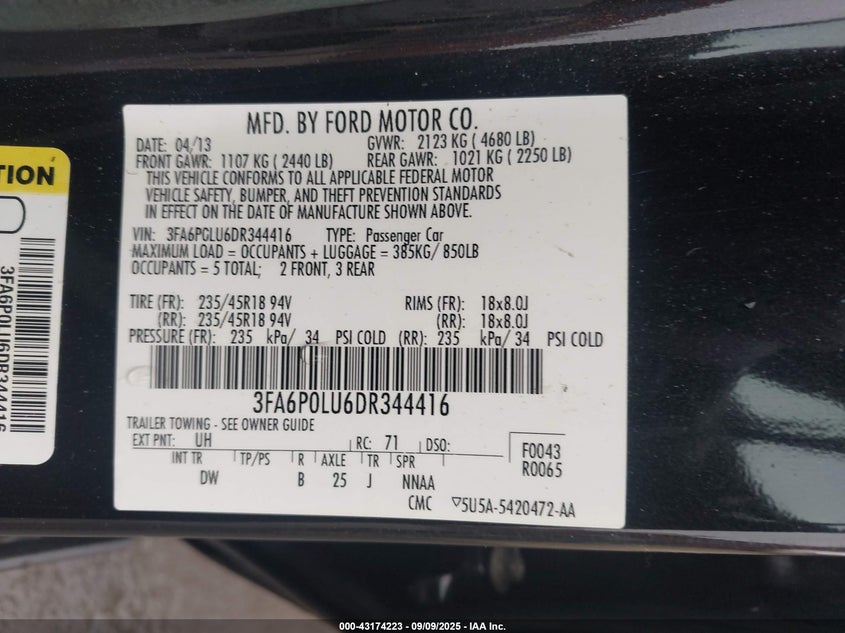 MFD. BY FORD MOTOR CO.
DATE: 04/13 GVWR: 2123 KG ( 4680 LB)
FRONT GAWR: 1107 KG ( 2440 LB) REAR GAWR: 1021 KG ( 2250 LB)
THIS VEHICLE CONFORMS TO ALL APPLICABLE FEDERAL MOTOR
VEHICLE SAFETY, BUMPER, AND THEFT PREVENTION STANDARDS
IN EFFECT ON THE DATE OF MANUFACTURE SHOWN ABOVE.
VIN: 3FA6P0LU6DR344416 TYPE: Passenger Car
MAXIMUM LOAD = OCCUPANTS + LUGGAGE = 385KG/ 850LB
OCCUPANTS = 5 TOTAL; 2 FRONT, 3 REAR
TIRE (FR): 235/45R18 94V RIMS (FR): 18x8.0J
(RR): 235/45R18 94V (RR): 18x8.0J
PRESSURE (FR): 235 kPa/ 34 PSI COLD (RR): 235 kPa/ 34 PSI COLD
3FA6P0LU6DR344416
TRAILER TOWING - SEE OWNER GUIDE
EXT PNT: UH RC: 71 DSO:
F0043
R0065
INT TR TP/PS R AXLE TR SPR
DW B 25 J NNAA
CMC ▽5U5A-5420472-AA
TION
3FA6P0LU6DR344416
000-43174223 - 09/09/2025 - IAA Inc.